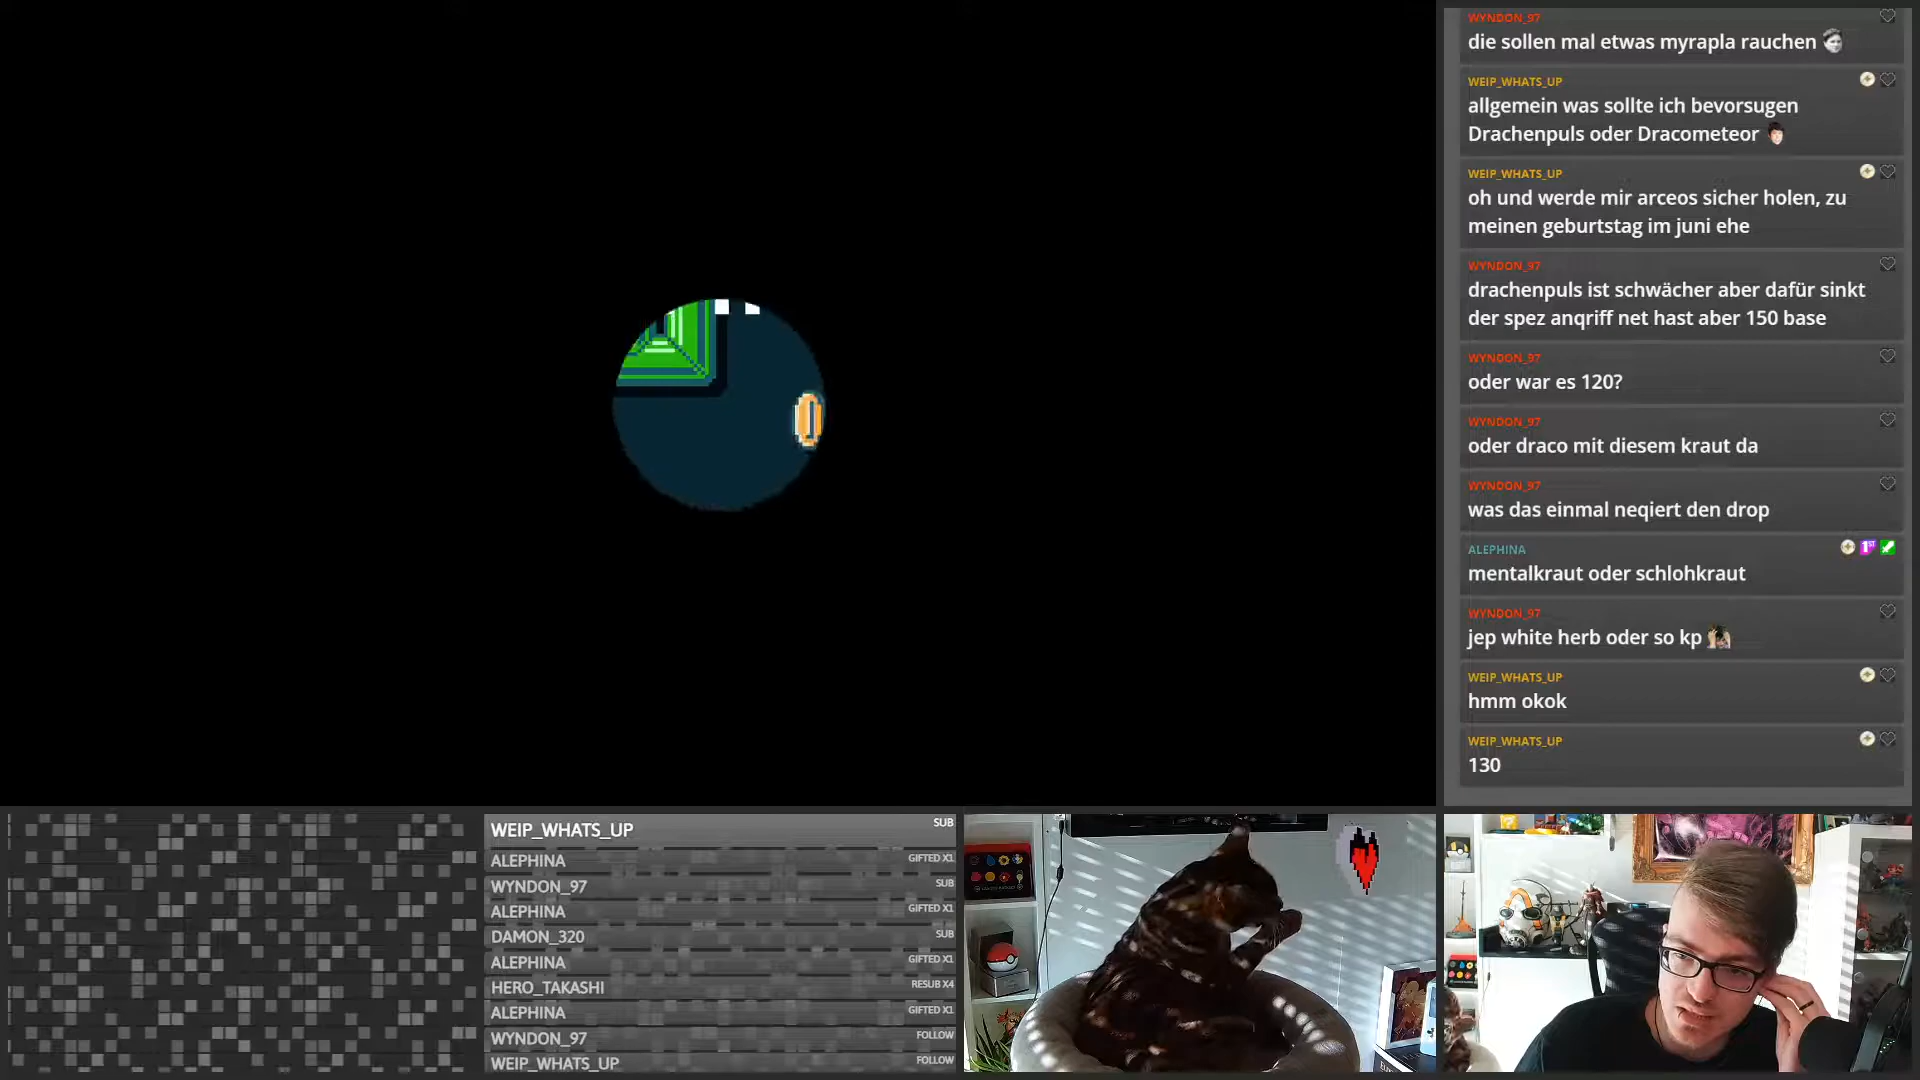 WYNDON_97
die sollen mal etwas myrapla rauchen
WEIP_WHATS_UP
allgemein was sollte ich bevorsugen
Drachenpuls oder Dracometeor
WEIP_WHATS_UP
oh und werde mir arceos sicher holen, zu
meinen geburtstag im juni ehe
WYNDON_97
drachenpuls ist schwächer aber dafür sinkt
der spez anqriff net hast aber 150 base
WYNDON_97
oder war es 120?
WYNDON_97
oder draco mit diesem kraut da
WYNDON_97
was das einmal neqiert den drop
ALEPHINA
1ST
mentalkraut oder schlohkraut
WYNDON_97
jep white herb oder so kp
WEIP_WHATS_UP
hmm okok
WEIP_WHATS_UP
130
WEIP_WHATS_UP SUB
ALEPHINA GIFTED X1
WYNDON_97 SUB
ALEPHINA GIFTED X1
DAMON_320 SUB
ALEPHINA GIFTED X1
HERO_TAKASHI RESUB X4
ALEPHINA GIFTED X1
WYNDON_97 FOLLOW
WEIP_WHATS_UP FOLLOW